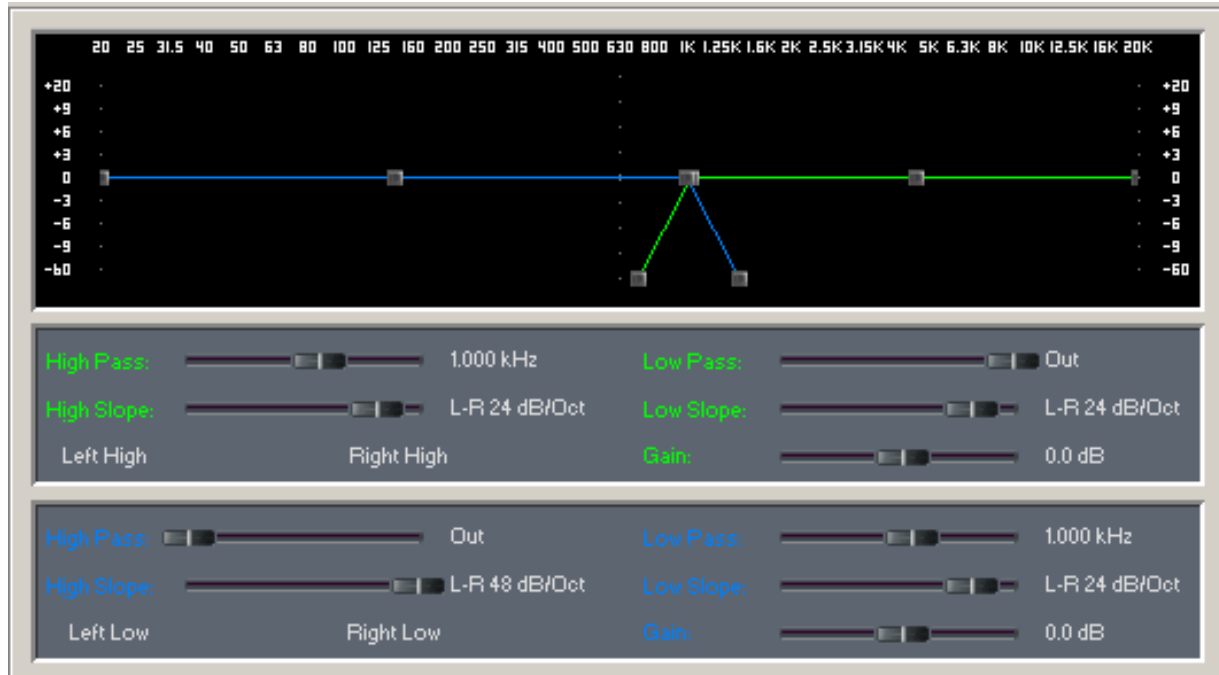 20 25 31.5 40 50 63 80 100 125 160 200 250 315 400 500 630 800 1K 1.25K 1.6K 2K 2.5K 3.15K 4K 5K 6.3K 8K 10K 12.5K 16K 20K
+20 +20
+9 +9
+6 +6
+3 +3
0 0
-3 -3
-6 -6
-9 -9
-60 -60
High Pass: 1.000 kHz Low Pass: Out
High Slope: L-R 24 dB/Oct Low Slope: L-R 24 dB/Oct
Left High Right High Gain: 0.0 dB
High Pass: Out Low Pass: 1.000 kHz
High Slope: L-R 48 dB/Oct Low Slope: L-R 24 dB/Oct
Left Low Right Low Gain: 0.0 dB